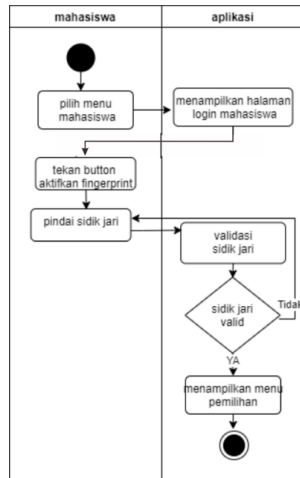 mahasiswa
aplikasi
pilih menu
mahasiswa
menampilkan halaman
login mahasiswa
tekan button
aktifkan fingerprint
pindai sidik jari
validasi
sidik jari
sidik jari
valid
Tidak
YA
menampilkan menu
pemilihan